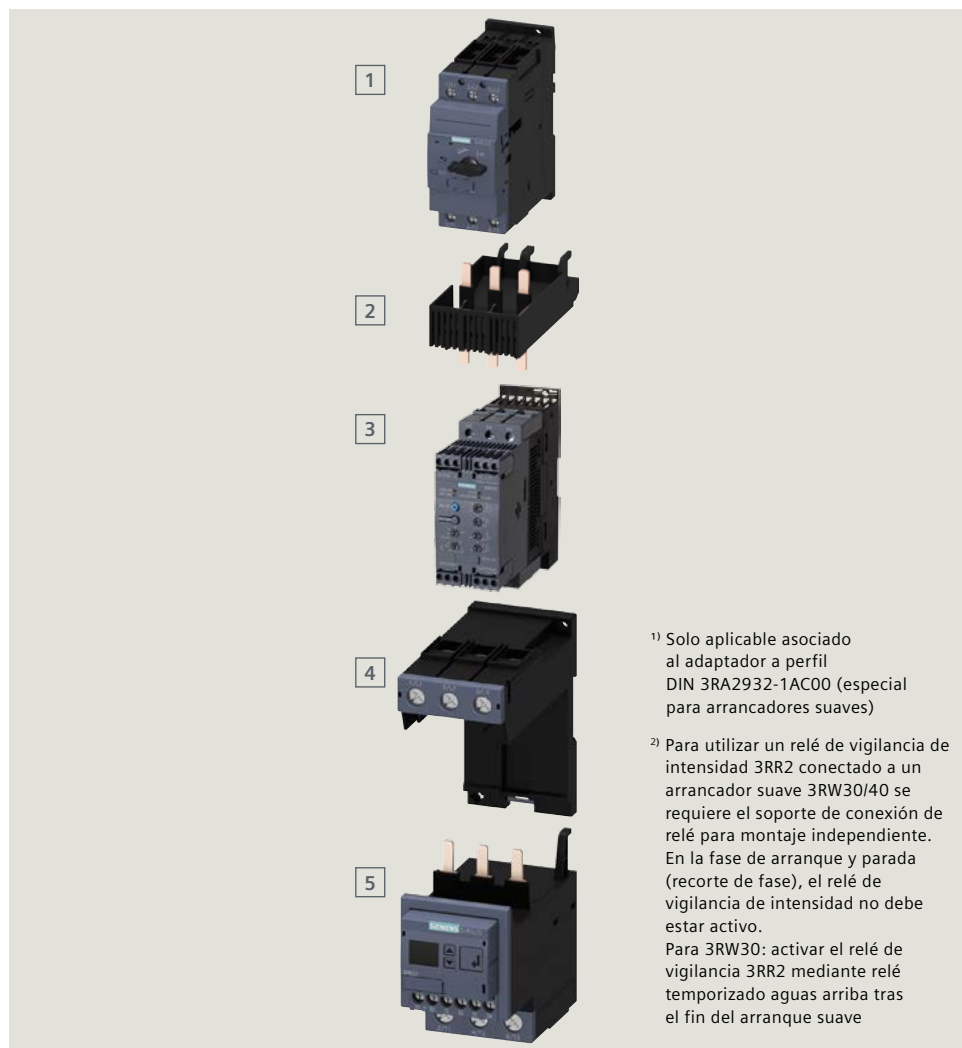 1
SIEMENS
2
3
4
5
SIEMENS
¹⁾ Solo aplicable asociado
al adaptador a perfil
DIN 3RA2932-1AC00 (especial
para arrancadores suaves)
²⁾ Para utilizar un relé de vigilancia de
intensidad 3RR2 conectado a un
arrancador suave 3RW30/40 se
requiere el soporte de conexión de
relé para montaje independiente.
En la fase de arranque y parada
(recorte de fase), el relé de
vigilancia de intensidad no debe
estar activo.
Para 3RW30: activar el relé de
vigilancia 3RR2 mediante relé
temporizado aguas arriba tras
el fin del arranque suave